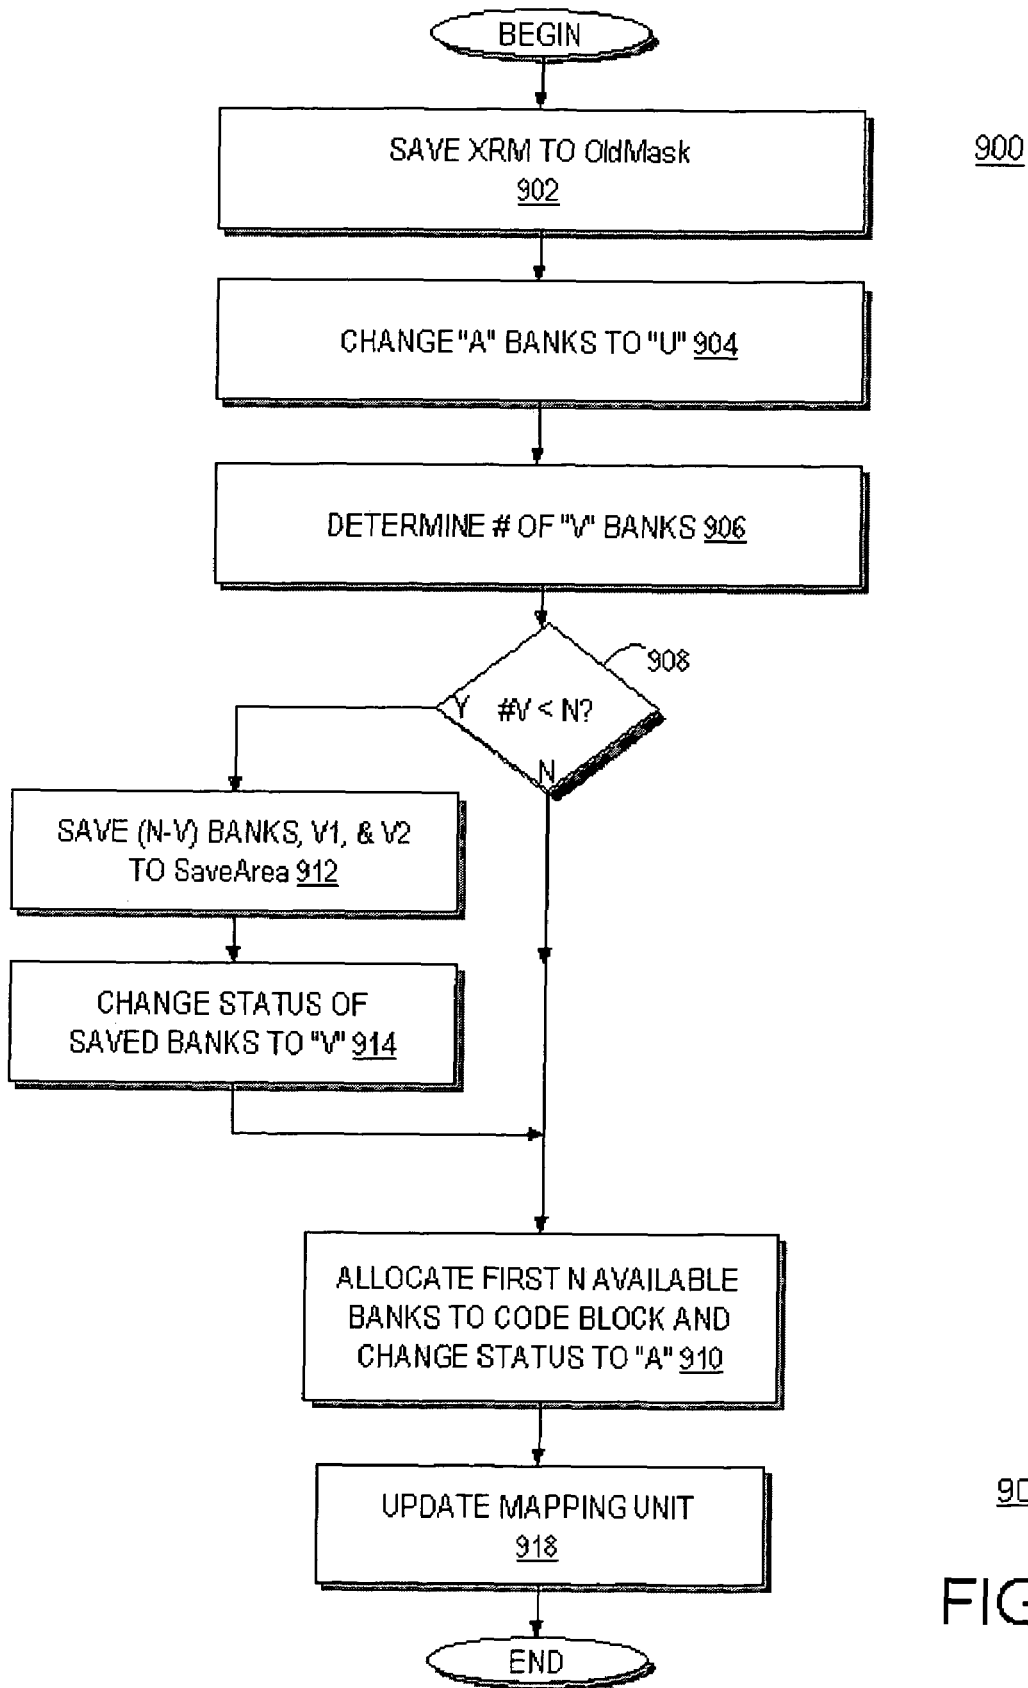 BEGIN
SAVE XRM TO OldMask
902
900
CHANGE "A" BANKS TO "U" 904
DETERMINE # OF "V" BANKS 906
908
Y
#V < N?
N
SAVE (N-V) BANKS, V1, & V2
TO SaveArea 912
CHANGE STATUS OF
SAVED BANKS TO "V" 914
ALLOCATE FIRST N AVAILABLE
BANKS TO CODE BLOCK AND
CHANGE STATUS TO "A" 910
UPDATE MAPPING UNIT
918
FIG
END